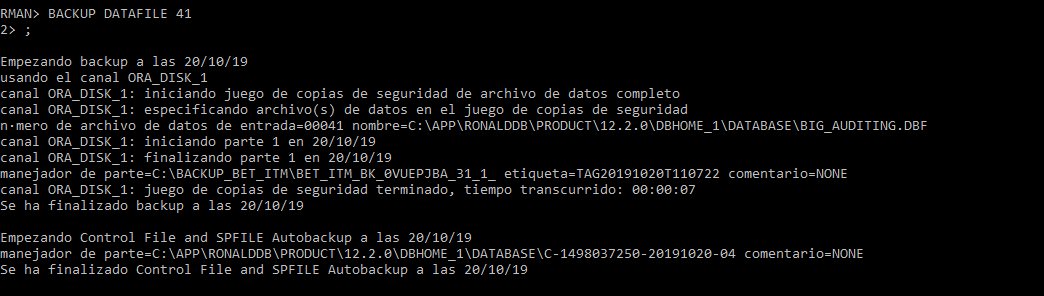 RMAN> BACKUP DATAFILE 41
2> ;
Empezando backup a las 20/10/19
usando el canal ORA_DISK_1
canal ORA_DISK_1: iniciando juego de copias de seguridad de archivo de datos completo
canal ORA_DISK_1: especificando archivo(s) de datos en el juego de copias de seguridad
n·mero de archivo de datos de entrada=00041 nombre=C:\APP\RONALDDB\PRODUCT\12.2.0\DBHOME_1\DATABASE\BIG_AUDITING.DBF
canal ORA_DISK_1: iniciando parte 1 en 20/10/19
canal ORA_DISK_1: finalizando parte 1 en 20/10/19
manejador de parte=C:\BACKUP_BET_ITM\BET_ITM_BK_0VUEPJBA_31_1_ etiqueta=TAG20191020T110722 comentario=NONE
canal ORA_DISK_1: juego de copias de seguridad terminado, tiempo transcurrido: 00:00:07
Se ha finalizado backup a las 20/10/19
Empezando Control File and SPFILE Autobackup a las 20/10/19
manejador de parte=C:\APP\RONALDDB\PRODUCT\12.2.0\DBHOME_1\DATABASE\C-1498037250-20191020-04 comentario=NONE
Se ha finalizado Control File and SPFILE Autobackup a las 20/10/19